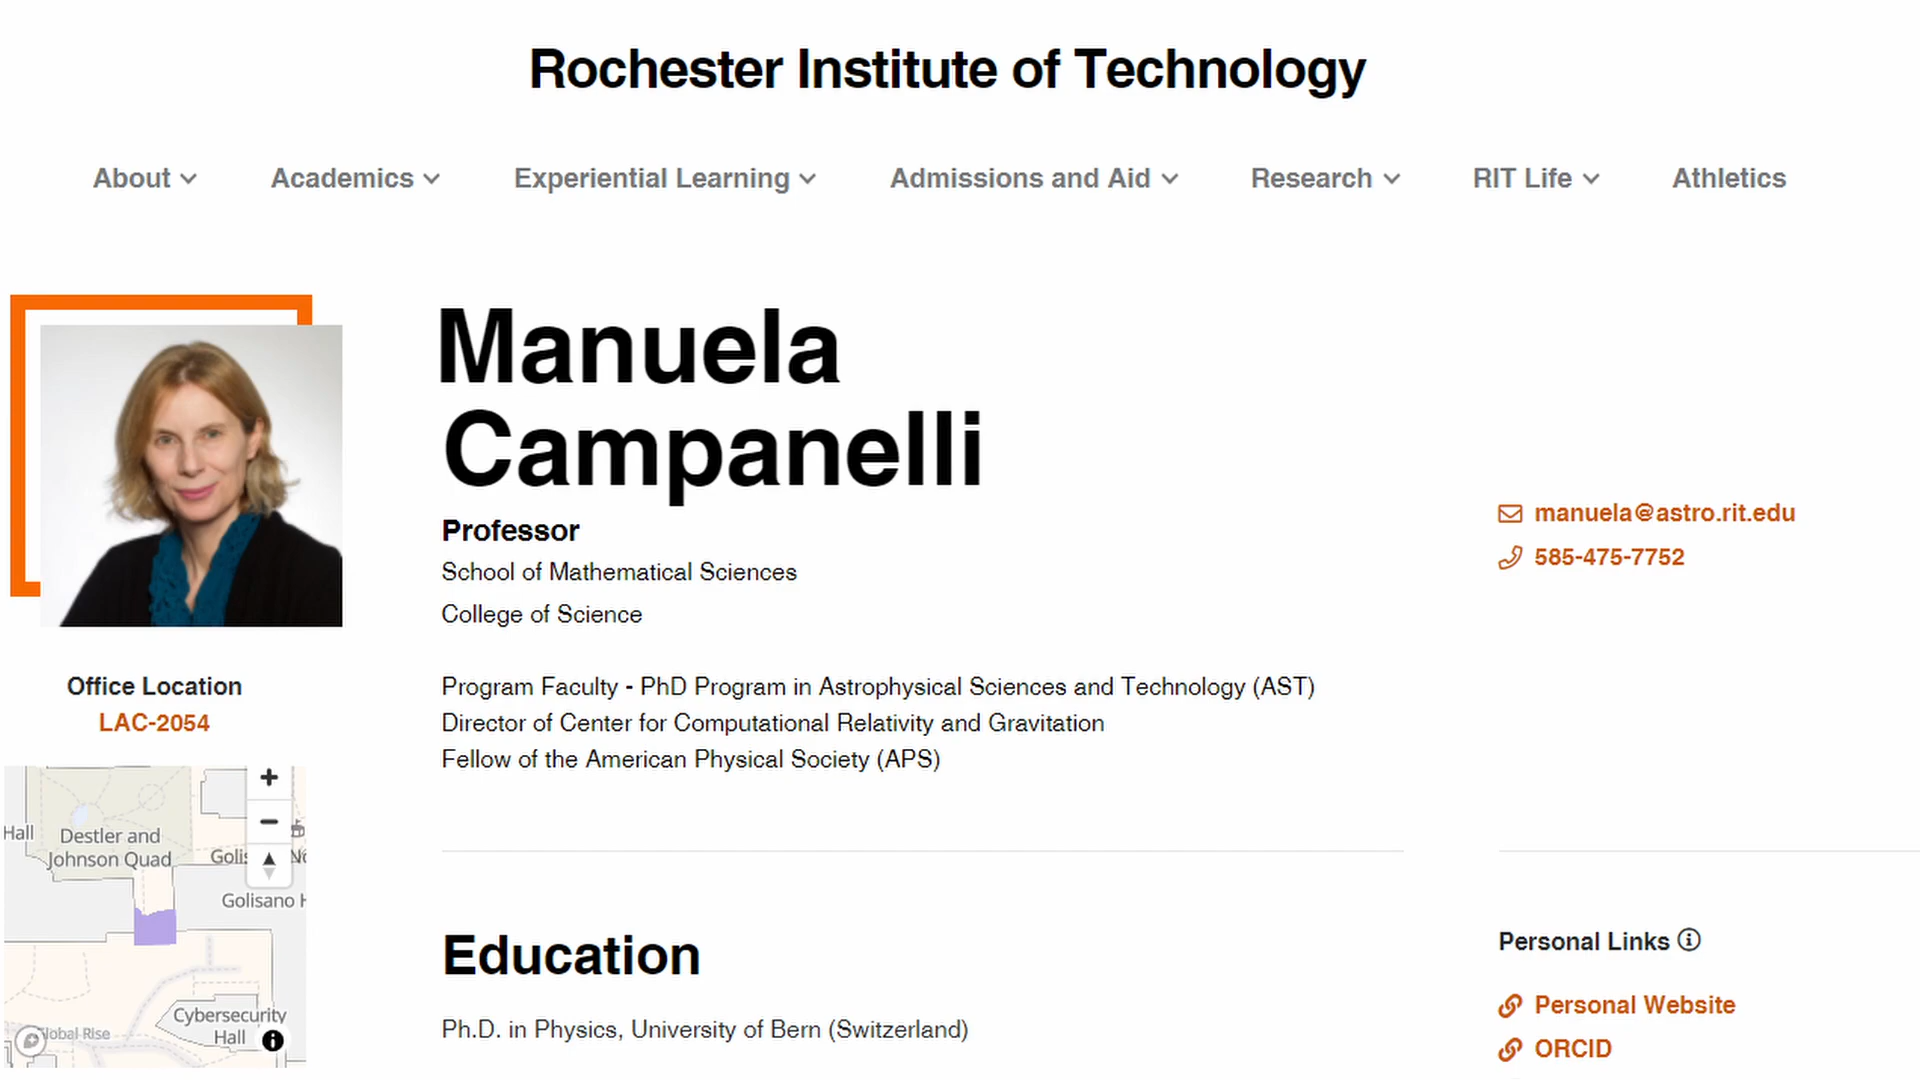 Rochester Institute of Technology
About
Academics
Experiential Learning
Admissions and Aid
Research
RIT Life
Athletics
Manuela
Campanelli
Professor
School of Mathematical Sciences
College of Science
Program Faculty - PhD Program in Astrophysical Sciences and Technology (AST)
Director of Center for Computational Relativity and Gravitation
Fellow of the American Physical Society (APS)
manuela@astro.rit.edu
585-475-7752
Office Location
LAC-2054
Hall
Destler and
Johnson Quad
Golisano H
Cybersecurity
Hall
Global Rise
Education
Ph.D. in Physics, University of Bern (Switzerland)
Personal Links
Personal Website
ORCID